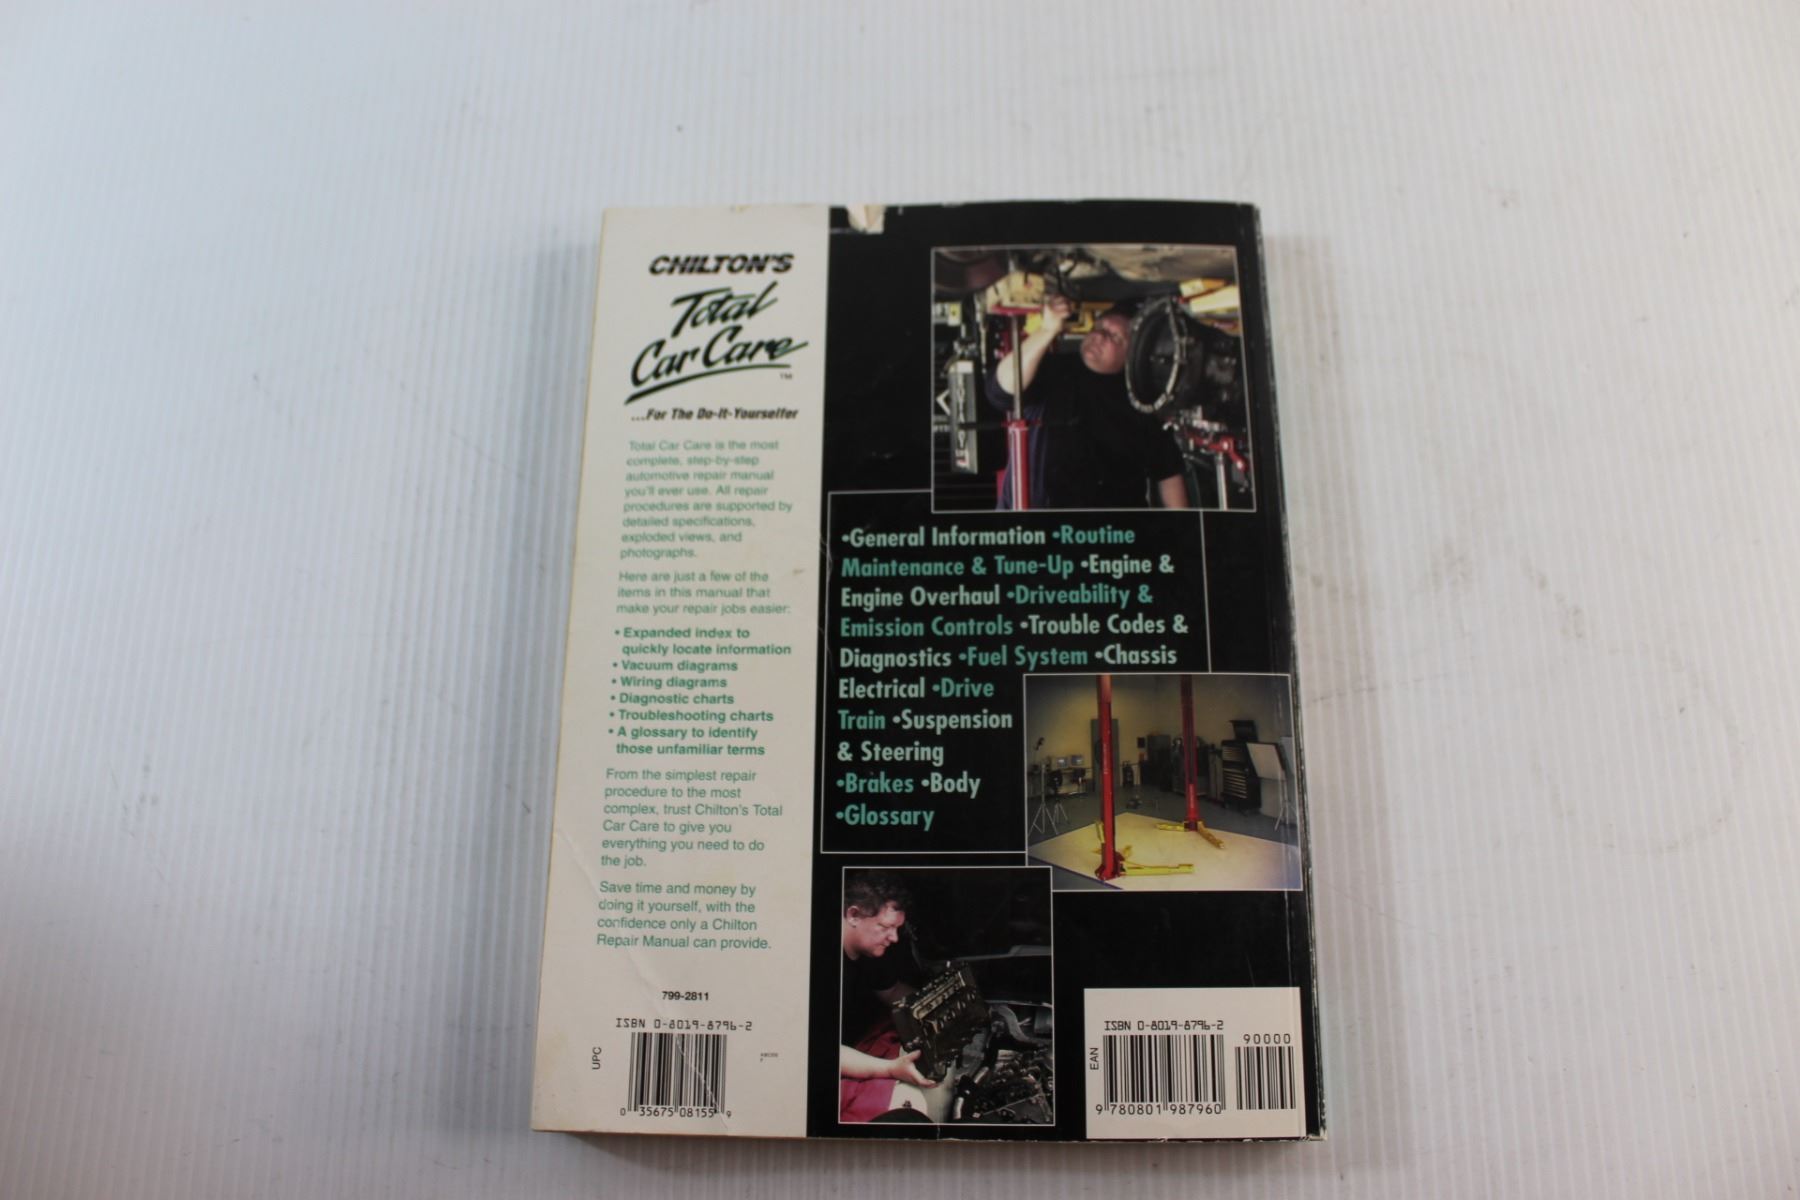 CHILTON'S
Total
Car Care
TM
...For The Do-It-Yourselfer
Total Car Care is the most
complete, step-by-step
automotive repair manual
you'll ever use. All repair
procedures are supported by
detailed specifications,
exploded views, and
photographs.
Here are just a few of the
items in this manual that
make your repair jobs easier:
• Expanded index to
quickly locate information
• Vacuum diagrams
• Wiring diagrams
• Diagnostic charts
• Troubleshooting charts
• A glossary to identify
those unfamiliar terms
From the simplest repair
procedure to the most
complex, trust Chilton's Total
Car Care to give you
everything you need to do
the job.
Save time and money by
doing it yourself, with the
confidence only a Chilton
Repair Manual can provide.
799-2811
ISBN 0-8019-8796-2
UPC
0 35675 08155 9
•General Information •Routine
Maintenance & Tune-Up •Engine &
Engine Overhaul •Driveability &
Emission Controls •Trouble Codes &
Diagnostics •Fuel System •Chassis
Electrical •Drive
Train •Suspension
& Steering
•Brakes •Body
•Glossary
ISBN 0-8019-8796-2
90000
EAN
9 780801 987960